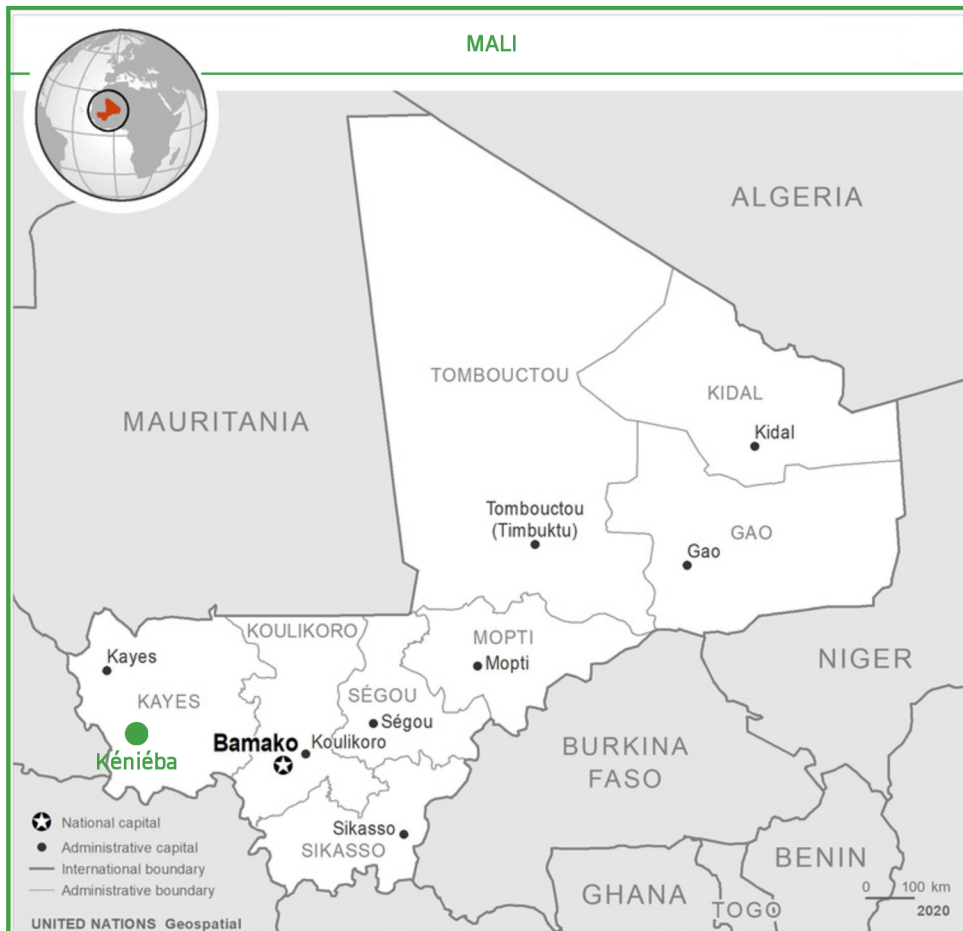 MALI
ALGERIA
MAURITANIA
TOMBOUCTOU
KIDAL
Kidal
Tombouctou
(Timbuktu)
GAO
Gao
KOULIKORO
MOPTI
Mopti
Kayes
KAYES
NIGER
SÉGOU
Ségou
Bamako
Koulikoro
Kéniéba
BURKINA
FASO
Sikasso
SIKASSO
National capital
Administrative capital
International boundary
Administrative boundary
UNITED NATIONS Geospatial
BENIN
GHANA
TOGO
0 100 km
2020